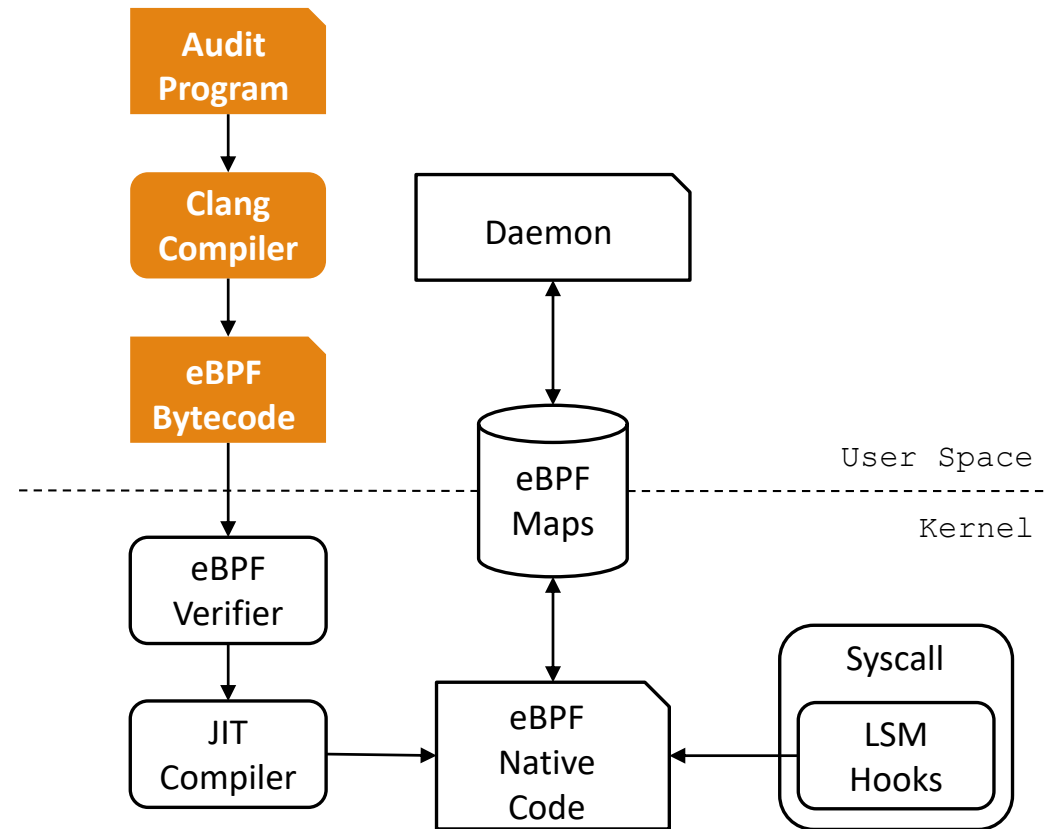 Audit
Program
Clang
Compiler
Daemon
eBPF
Bytecode
eBPF
Maps
User Space
Kernel
eBPF
Verifier
JIT
Compiler
eBPF
Native
Code
Syscall
LSM
Hooks